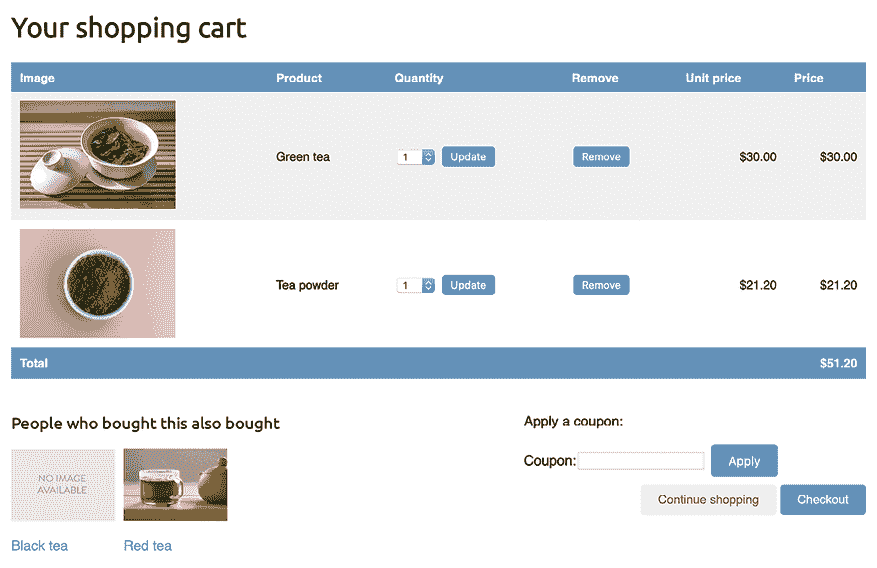 Your shopping cart
Image Product Quantity Remove Unit price Price
Green tea 1 Update Remove $30.00 $30.00
Tea powder 1 Update Remove $21.20 $21.20
Total $51.20
People who bought this also bought
NO IMAGE
AVAILABLE
Black tea Red tea
Apply a coupon:
Coupon: Apply
Continue shopping Checkout